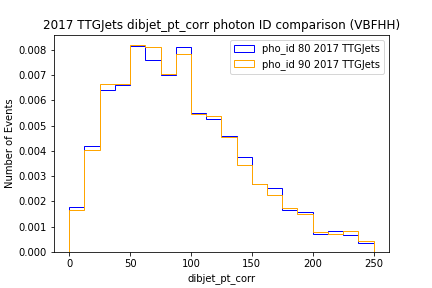 2017 TTGJets dibjet_pt_corr photon ID comparison (VBFHH)
pho_id 80 2017 TTGJets
pho_id 90 2017 TTGJets
Number of Events
0.008
0.007
0.006
0.005
0.004
0.003
0.002
0.001
0.000
0 50 100 150 200 250
dibjet_pt_corr